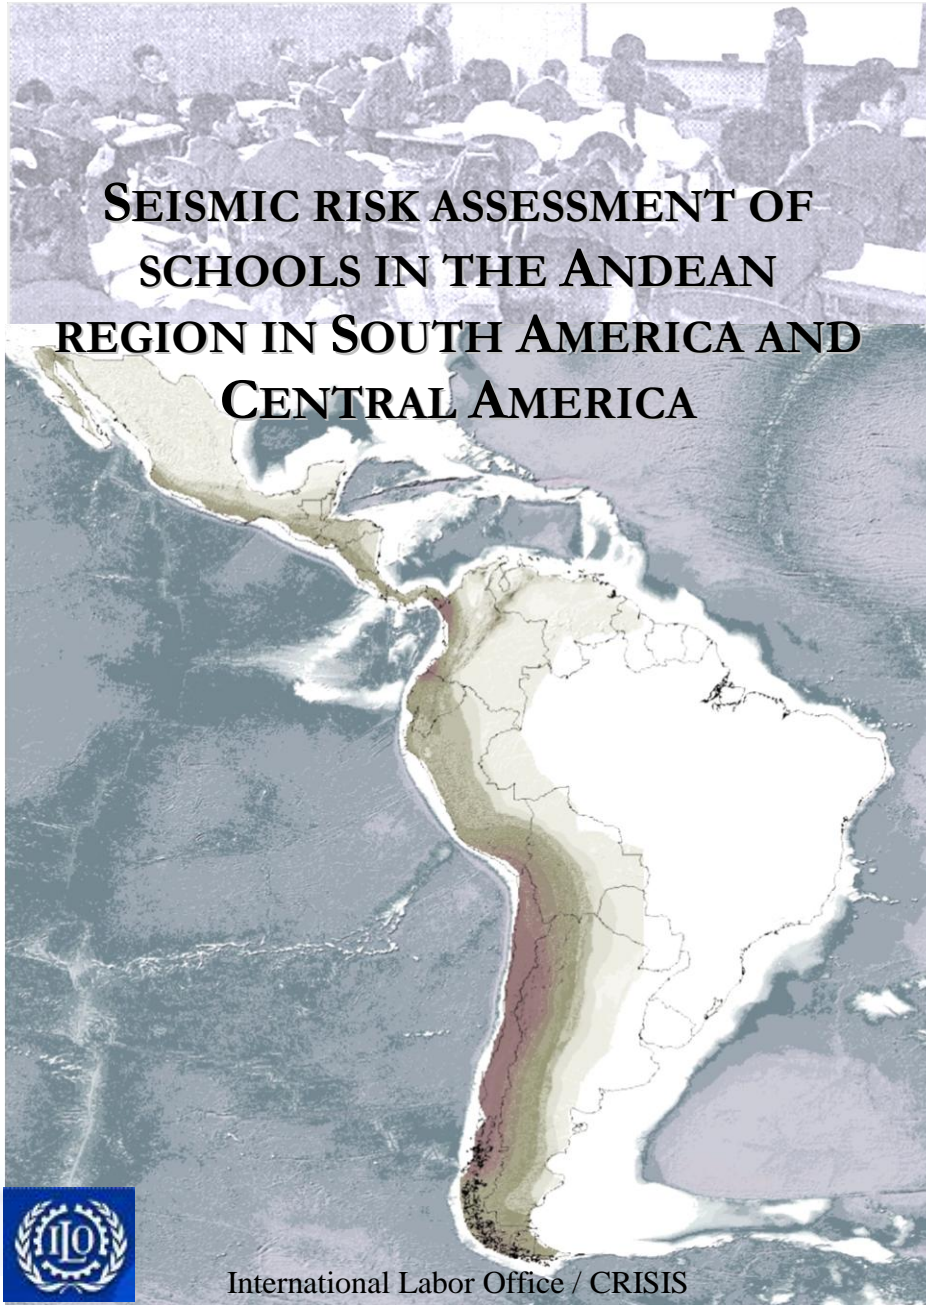 SEISMIC RISK ASSESSMENT OF
SCHOOLS IN THE ANDEAN
REGION IN SOUTH AMERICA AND
CENTRAL AMERICA
ILO
International Labor Office / CRISIS